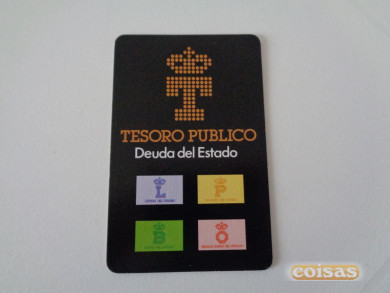 T
TESORO PUBLICO
Deuda del Estado
L
P
B
O
coisas